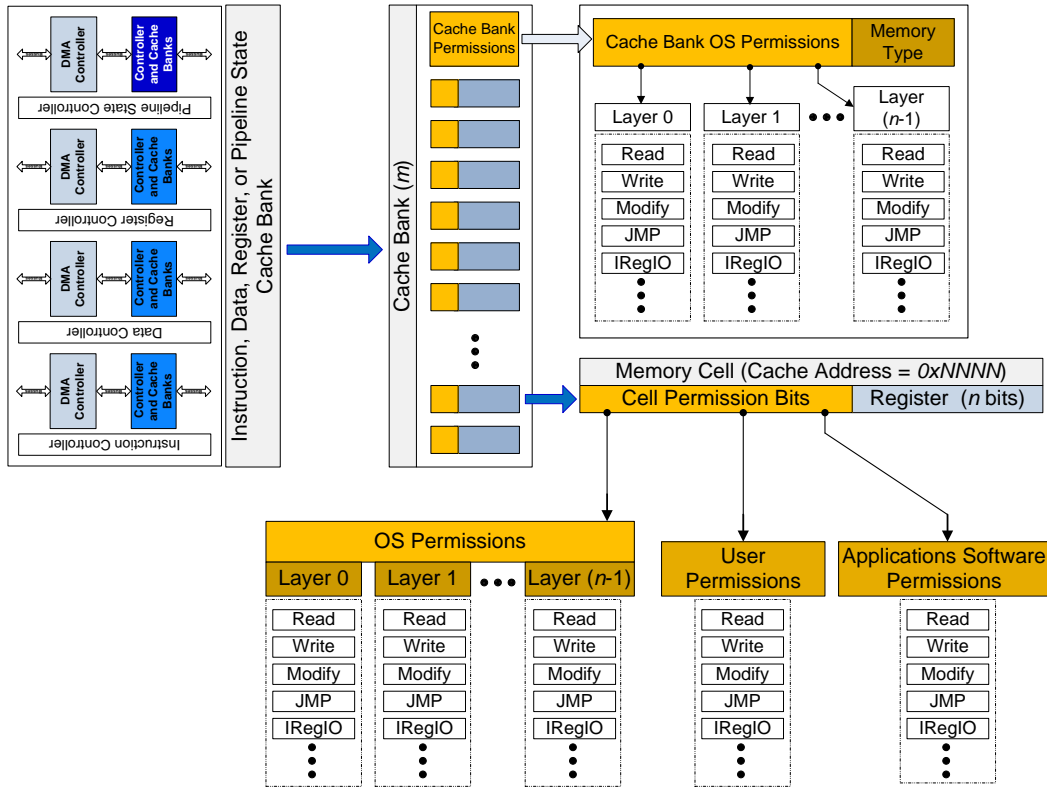 DMA
Controller
Controller
and Cache
Banks
Pipeline State Controller
DMA
Controller
Controller
and Cache
Banks
Register Controller
DMA
Controller
Controller
and Cache
Banks
Data Controller
DMA
Controller
Controller
and Cache
Banks
Instruction Controller
Instruction, Data, Register, or Pipeline State
Cache Bank
Cache Bank (m)
Cache Bank
Permissions
Cache Bank OS Permissions
Memory
Type
Layer 0
Read
Write
Modify
JMP
IRegIO
Layer 1
Read
Write
Modify
JMP
IRegIO
Layer
(n-1)
Read
Write
Modify
JMP
IRegIO
Memory Cell (Cache Address = 0xNNNN)
Cell Permission Bits
Register (n bits)
OS Permissions
Layer 0
Read
Write
Modify
JMP
IRegIO
Layer 1
Read
Write
Modify
JMP
IRegIO
Layer (n-1)
Read
Write
Modify
JMP
IRegIO
User
Permissions
Read
Write
Modify
JMP
IRegIO
Applications Software
Permissions
Read
Write
Modify
JMP
IRegIO